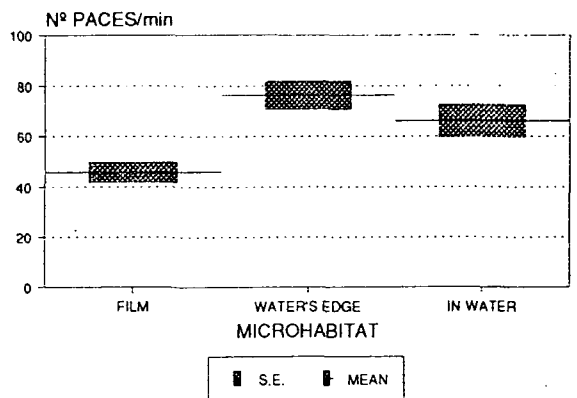 Nº PACES/min
100
80
60
40
20
0
FILM WATER'S EDGE IN WATER
MICROHABITAT
S.E. MEAN